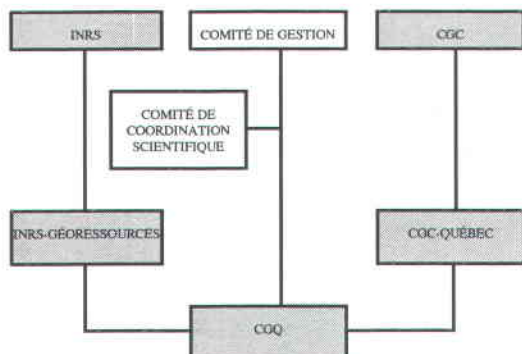 INRS
COMITÉ DE GESTION
CGC
COMITÉ DE
COORDINATION
SCIENTIFIQUE
INRS-GÉORESSOURCES
CGC-QUÉBEC
CGQ